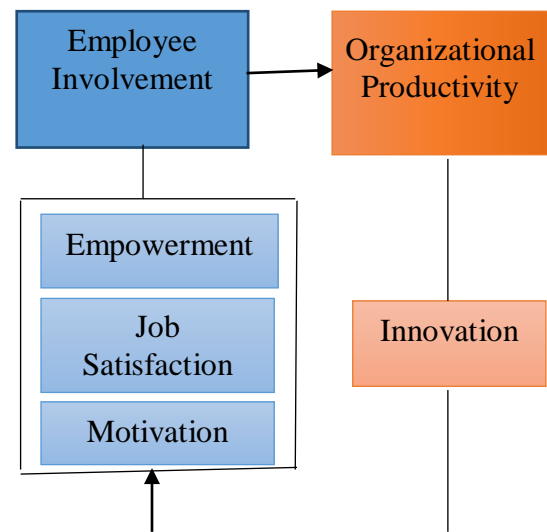 Employee
Involvement
Organizational
Productivity
Empowerment
Job
Satisfaction
Motivation
Innovation